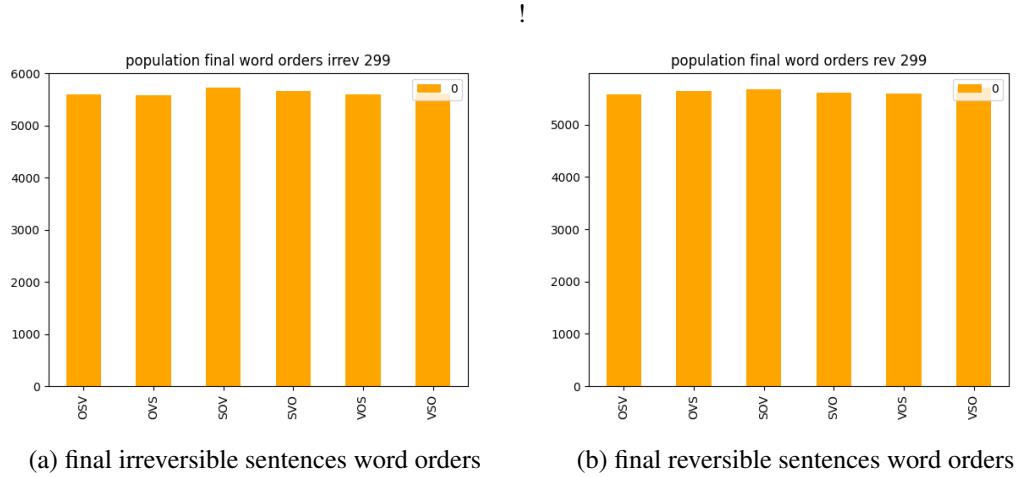 !
population final word orders irrev 299
0
6000
5000
4000
3000
2000
1000
0
OSV
OVS
SOV
SVO
VOS
VSO
(a) final irreversible sentences word orders
population final word orders rev 299
0
5000
4000
3000
2000
1000
0
OSV
OVS
SOV
SVO
VOS
VSO
(b) final reversible sentences word orders